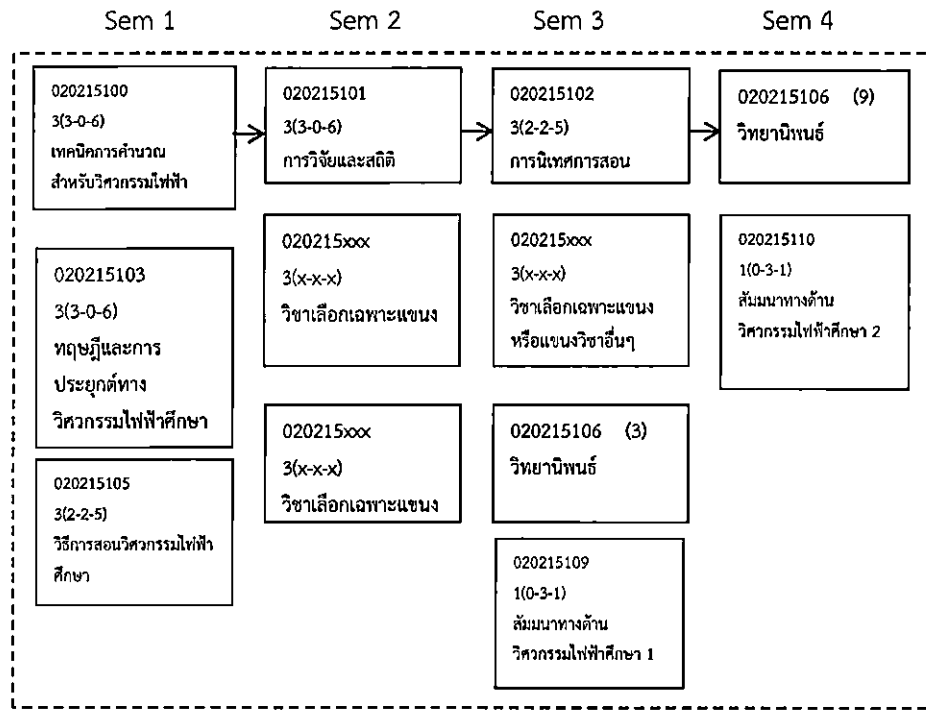 Sem 1
Sem 2
Sem 3
Sem 4
020215100
3(3-0-6)
เทคนิคการคำนวณ
สำหรับวิศวกรรมไฟฟ้า
020215101
3(3-0-6)
การวิจัยและสถิติ
020215102
3(2-2-5)
การนิเทศการสอน
020215106 (9)
วิทยานิพนธ์
020215103
3(3-0-6)
ทฤษฎีและการ
ประยุกต์ทาง
วิศวกรรมไฟฟ้าศึกษา
020215xxx
3(x-x-x)
วิชาเลือกเฉพาะแขนง
020215xxx
3(x-x-x)
วิชาเลือกเฉพาะแขนง
หรือแขนงวิชาอื่นๆ
020215110
1(0-3-1)
สัมมนาทางด้าน
วิศวกรรมไฟฟ้าศึกษา 2
020215105
3(2-2-5)
วิธีการสอนวิศวกรรมไฟฟ้า
ศึกษา
020215xxx
3(x-x-x)
วิชาเลือกเฉพาะแขนง
020215106 (3)
วิทยานิพนธ์
020215109
1(0-3-1)
สัมมนาทางด้าน
วิศวกรรมไฟฟ้าศึกษา 1